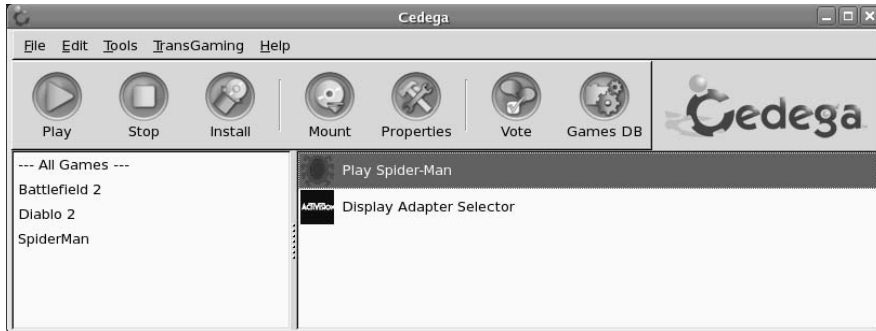 Cedega
File Edit Tools TransGaming Help
Play Stop Install Mount Properties Vote Games DB
Cedega
--- All Games ---
Battlefield 2
Diablo 2
SpiderMan
Play Spider-Man
ACTIVISION Display Adapter Selector